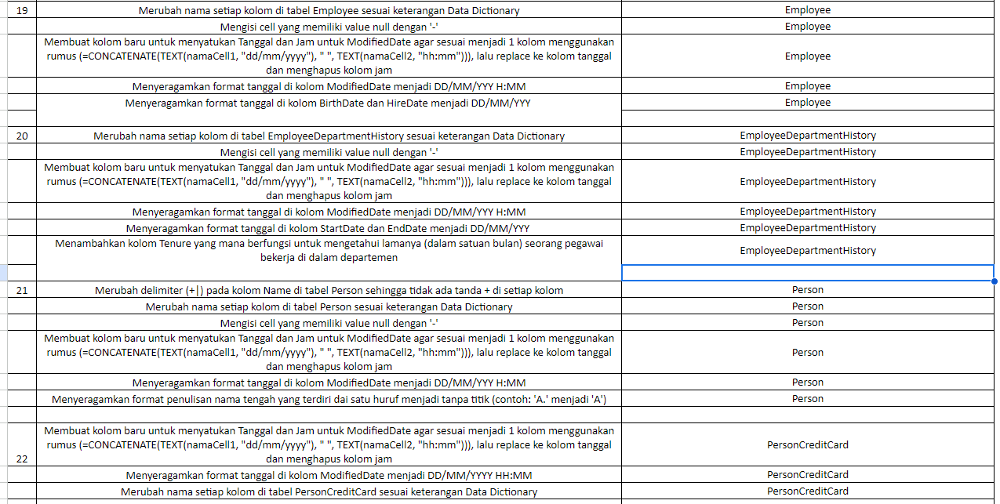 19 Merubah nama setiap kolom di tabel Employee sesuai keterangan Data Dictionary Employee
Mengisi cell yang memiliki value null dengan '-' Employee
Membuat kolom baru untuk menyatukan Tanggal dan Jam untuk ModifiedDate agar sesuai menjadi 1 kolom menggunakan
rumus (=CONCATENATE(TEXT(namaCell1, "dd/mm/yyyy"), " ", TEXT(namaCell2, "hh:mm"))), lalu replace ke kolom tanggal
dan menghapus kolom jam
Employee
Menyeragamkan format tanggal di kolom ModifiedDate menjadi DD/MM/YYY H:MM Employee
Menyeragamkan format tanggal di kolom BirthDate dan HireDate menjadi DD/MM/YYY Employee
20 Merubah nama setiap kolom di tabel EmployeeDepartmentHistory sesuai keterangan Data Dictionary EmployeeDepartmentHistory
Mengisi cell yang memiliki value null dengan '-' EmployeeDepartmentHistory
Membuat kolom baru untuk menyatukan Tanggal dan Jam untuk ModifiedDate agar sesuai menjadi 1 kolom menggunakan
rumus (=CONCATENATE(TEXT(namaCell1, "dd/mm/yyyy"), " ", TEXT(namaCell2, "hh:mm"))), lalu replace ke kolom tanggal
dan menghapus kolom jam
EmployeeDepartmentHistory
Menyeragamkan format tanggal di kolom ModifiedDate menjadi DD/MM/YYY H:MM EmployeeDepartmentHistory
Menyeragamkan format tanggal di kolom StartDate dan EndDate menjadi DD/MM/YYY EmployeeDepartmentHistory
Menambahkan kolom Tenure yang mana berfungsi untuk mengetahui lamanya (dalam satuan bulan) seorang pegawai
bekerja di dalam departemen
EmployeeDepartmentHistory
21 Merubah delimiter (+|) pada kolom Name di tabel Person sehingga tidak ada tanda + di setiap kolom Person
Merubah nama setiap kolom di tabel Person sesuai keterangan Data Dictionary Person
Mengisi cell yang memiliki value null dengan '-' Person
Membuat kolom baru untuk menyatukan Tanggal dan Jam untuk ModifiedDate agar sesuai menjadi 1 kolom menggunakan
rumus (=CONCATENATE(TEXT(namaCell1, "dd/mm/yyyy"), " ", TEXT(namaCell2, "hh:mm"))), lalu replace ke kolom tanggal
dan menghapus kolom jam
Person
Menyeragamkan format tanggal di kolom ModifiedDate menjadi DD/MM/YYY H:MM Person
Menyeragamkan format penulisan nama tengah yang terdiri dai satu huruf menjadi tanpa titik (contoh: 'A.' menjadi 'A') Person
22 Membuat kolom baru untuk menyatukan Tanggal dan Jam untuk ModifiedDate agar sesuai menjadi 1 kolom menggunakan
rumus (=CONCATENATE(TEXT(namaCell1, "dd/mm/yyyy"), " ", TEXT(namaCell2, "hh:mm"))), lalu replace ke kolom tanggal
dan menghapus kolom jam
PersonCreditCard
Menyeragamkan format tanggal di kolom ModifiedDate menjadi DD/MM/YYYY HH:MM PersonCreditCard
Merubah nama setiap kolom di tabel PersonCreditCard sesuai keterangan Data Dictionary PersonCreditCard